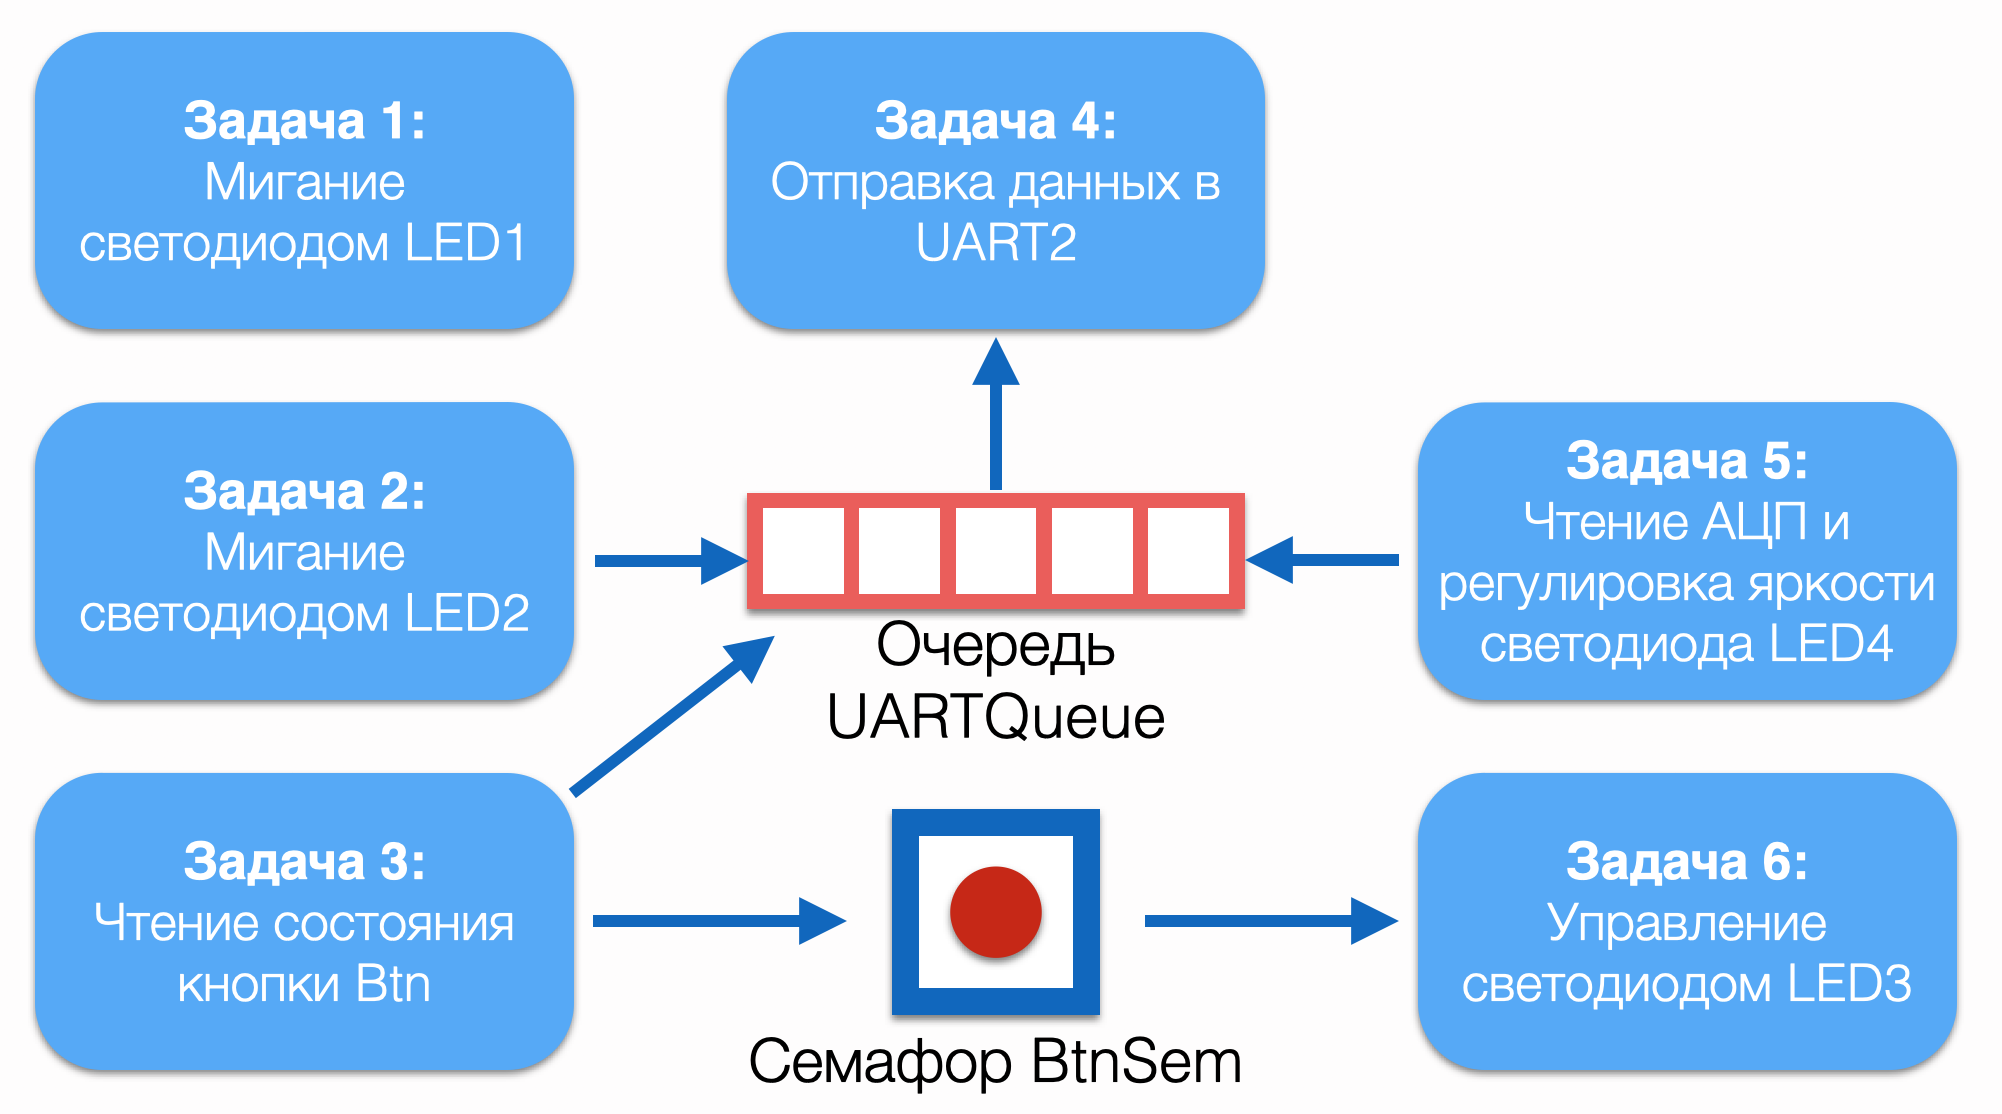 Задача 1:
Мигание
светодиодом LED1
Задача 4:
Отправка данных в
UART2
Задача 2:
Мигание
светодиодом LED2
Задача 5:
Чтение АЦП и
регулировка яркости
светодиода LED4
Очередь
UARTQueue
Задача 3:
Чтение состояния
кнопки Btn
Задача 6:
Управление
светодиодом LED3
Семафор BtnSem